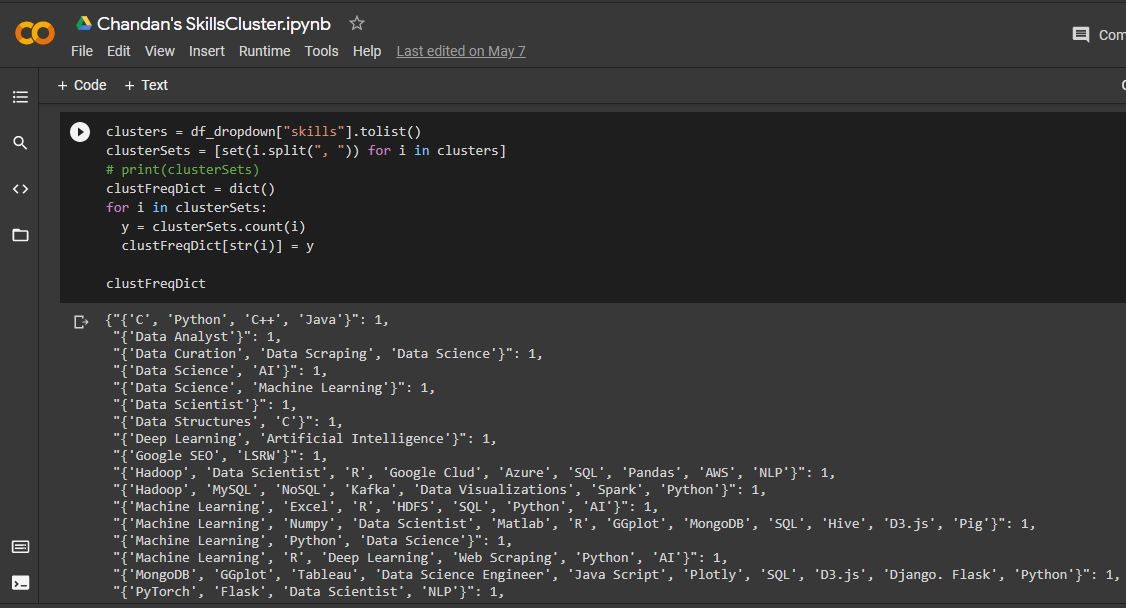 Chandan's SkillsCluster.ipynb
File Edit View Insert Runtime Tools Help Last edited on May 7
+ Code + Text
clusters = df_dropdown["skills"].tolist()
clusterSets = [set(i.split(", ")) for i in clusters]
# print(clusterSets)
clustFreqDict = dict()
for i in clusterSets:
  y = clusterSets.count(i)
  clustFreqDict[str(i)] = y
clustFreqDict
{"{'C', 'Python', 'C++', 'Java'}": 1,
 "{'Data Analyst'}": 1,
 "{'Data Curation', 'Data Scraping', 'Data Science'}": 1,
 "{'Data Science', 'AI'}": 1,
 "{'Data Science', 'Machine Learning'}": 1,
 "{'Data Scientist'}": 1,
 "{'Data Structures', 'C'}": 1,
 "{'Deep Learning', 'Artificial Intelligence'}": 1,
 "{'Google SEO', 'LSRW'}": 1,
 "{'Hadoop', 'Data Scientist', 'R', 'Google Clud', 'Azure', 'SQL', 'Pandas', 'AWS', 'NLP'}": 1,
 "{'Hadoop', 'MySQL', 'NoSQL', 'Kafka', 'Data Visualizations', 'Spark', 'Python'}": 1,
 "{'Machine Learning', 'Excel', 'R', 'HDFS', 'SQL', 'Python', 'AI'}": 1,
 "{'Machine Learning', 'Numpy', 'Data Scientist', 'Matlab', 'R', 'GGplot', 'MongoDB', 'SQL', 'Hive', 'D3.js', 'Pig'}": 1,
 "{'Machine Learning', 'Python', 'Data Science'}": 1,
 "{'Machine Learning', 'R', 'Deep Learning', 'Web Scraping', 'Python', 'AI'}": 1,
 "{'MongoDB', 'GGplot', 'Tableau', 'Data Science Engineer', 'Java Script', 'Plotly', 'SQL', 'D3.js', 'Django. Flask', 'Python'}": 1,
 "{'PyTorch', 'Flask', 'Data Scientist', 'NLP'}": 1,